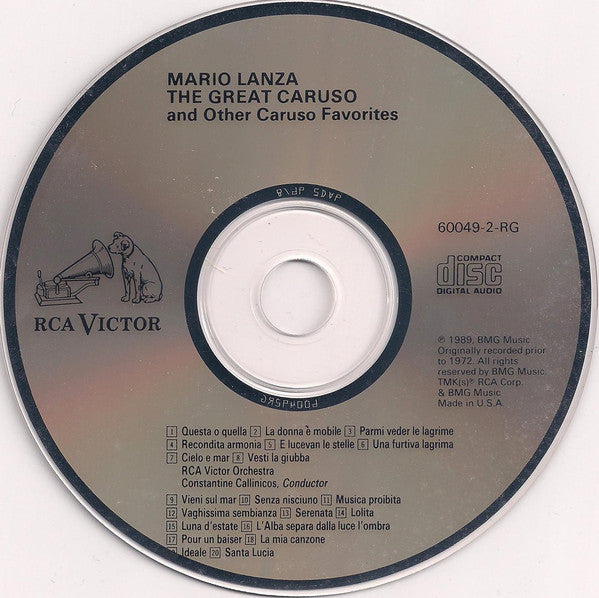 MARIO LANZA
THE GREAT CARUSO
and Other Caruso Favorites
60049-2-RG
COMPACT
disc
DIGITAL AUDIO
RCA VICTOR
℗ 1989, BMG Music
Originally recorded prior
to 1972. All rights
reserved by BMG Music.
TMK(s)® RCA Corp.
& BMG Music
Made in U.S.A.
1 Questa o quella 2 La donna è mobile 3 Parmi veder le lagrime
4 Recondita armonia 5 E lucevan le stelle 6 Una furtiva lagrima
7 Cielo e mar 8 Vesti la giubba
RCA Victor Orchestra
Constantine Callinicos, Conductor
9 Vieni sul mar 10 Senza nisciuno 11 Musica proibita
12 Vaghissima sembianza 13 Serenata 14 Lolita
15 Luna d'estate 16 L'Alba separa dalla luce l'ombra
17 Pour un baiser 18 La mia canzone
Ideale 20 Santa Lucia